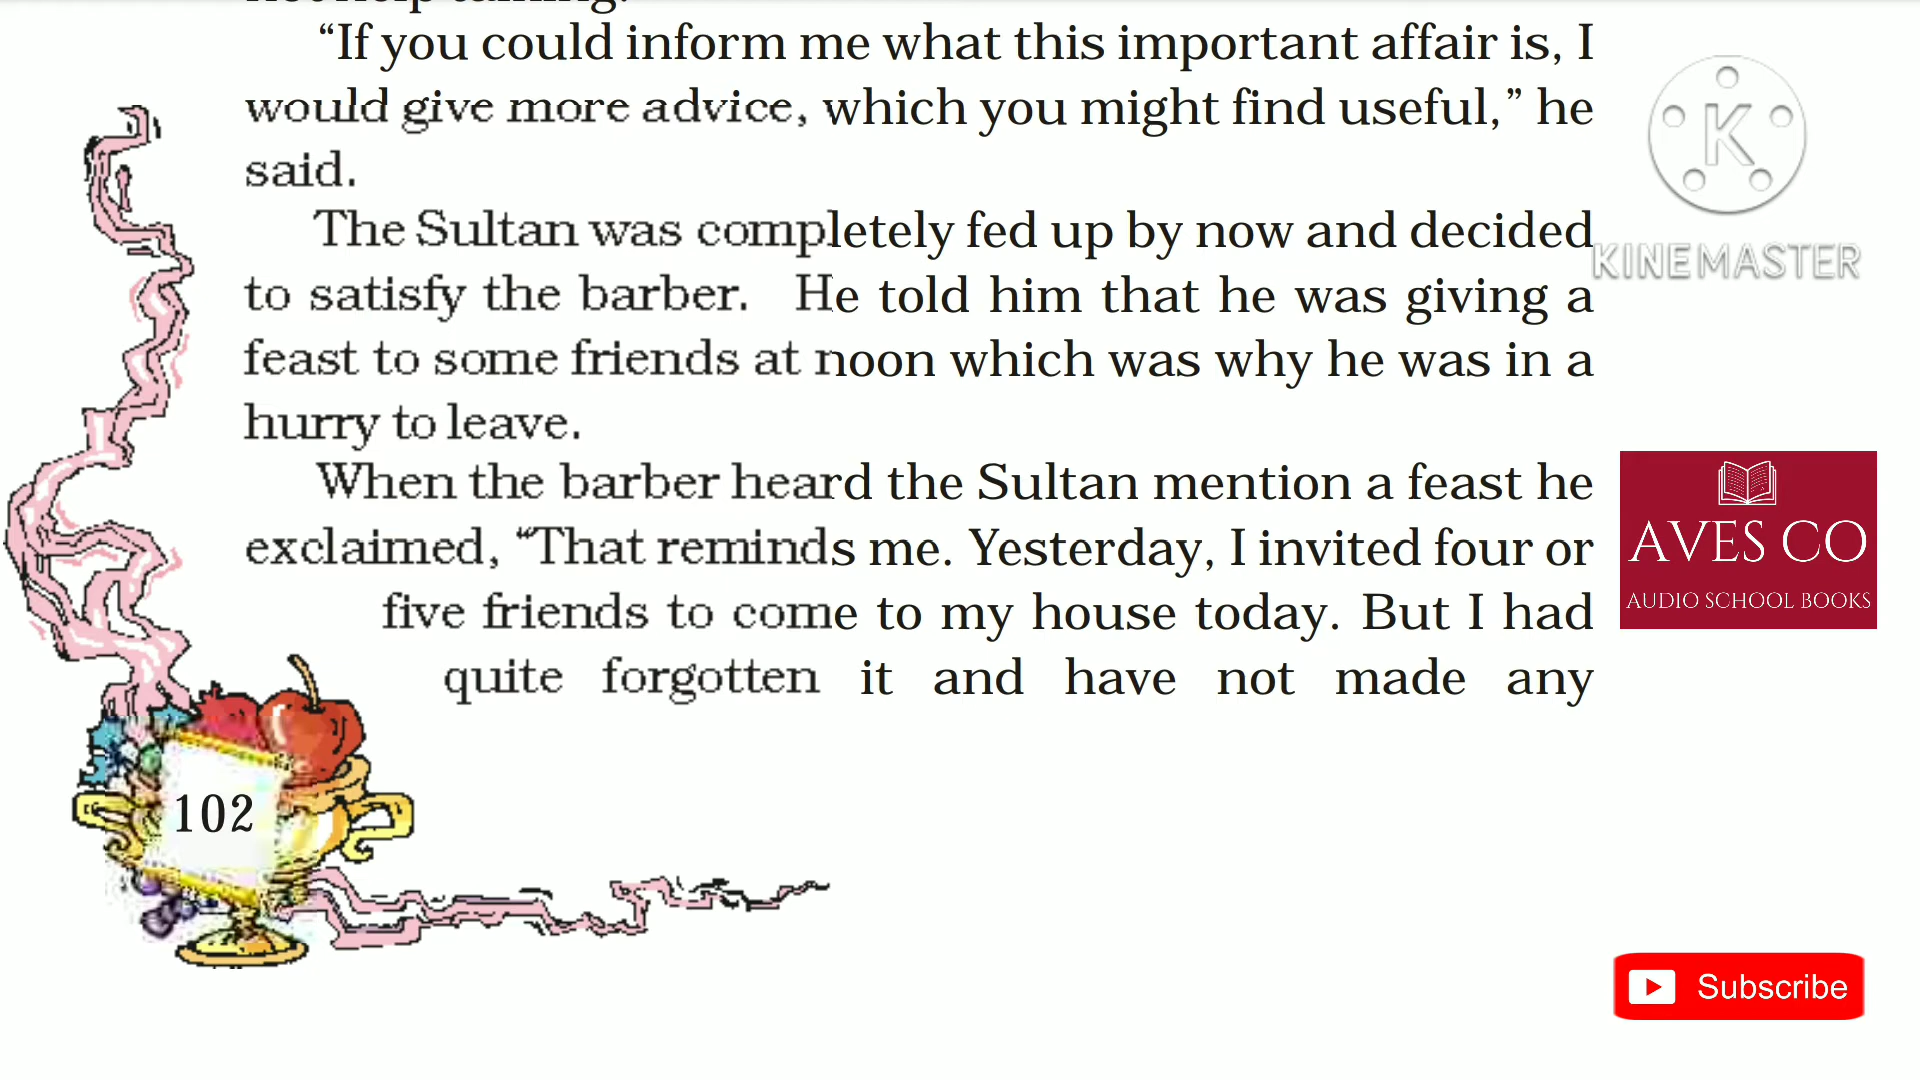 not help talking.
“If you could inform me what this important affair is, I
would give more advice, which you might find useful,” he
said.
The Sultan was completely fed up by now and decided
to satisfy the barber. He told him that he was giving a
feast to some friends at noon which was why he was in a
hurry to leave.
When the barber heard the Sultan mention a feast he
exclaimed, “That reminds me. Yesterday, I invited four or
five friends to come to my house today. But I had
quite forgotten it and have not made any
102
K
KINEMASTER
AVES CO
AUDIO SCHOOL BOOKS
Subscribe